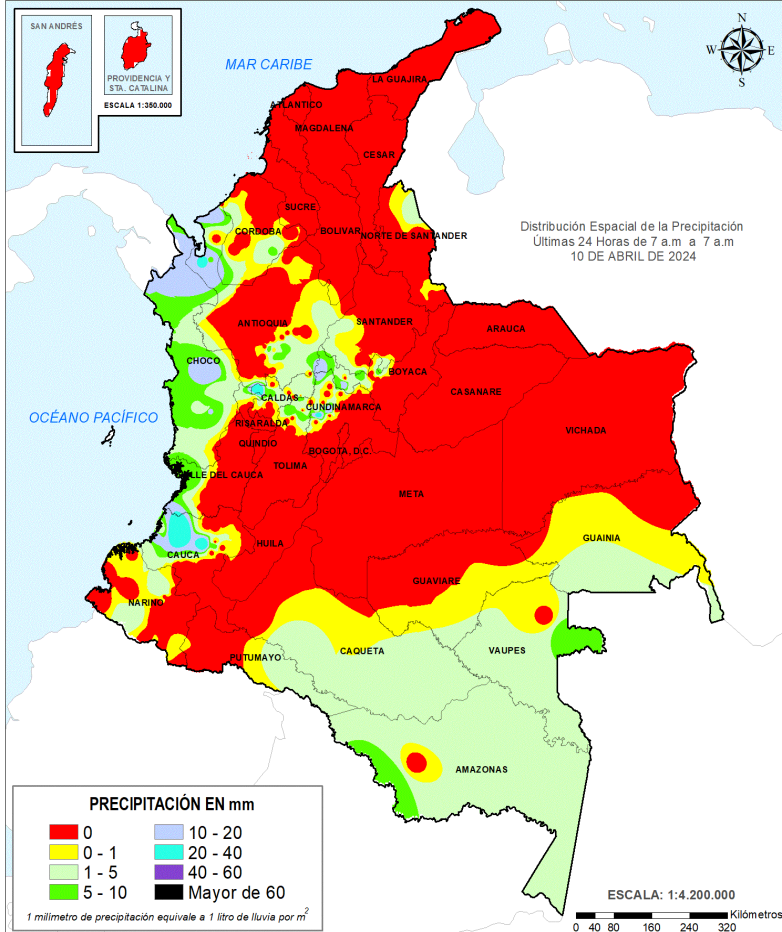 SAN ANDRÉS
PROVIDENCIA Y
STA. CATALINA
ESCALA 1:350.000
MAR CARIBE
N
W
E
S
LA GUAJIRA
ATLANTICO
MAGDALENA
CESAR
SUCRE
CORDOBA
BOLIVAR
NORTE DE SANTANDER
Distribución Espacial de la Precipitación
Últimas 24 Horas de 7 a.m a 7 a.m
10 DE ABRIL DE 2024
ANTIOQUIA
SANTANDER
ARAUCA
CHOCO
BOYACA
CASANARE
CALDAS
CUNDINAMARCA
OCÉANO PACÍFICO
RISARALDA
VICHADA
QUINDIO
BOGOTA, D.C.
TOLIMA
VALLE DEL CAUCA
META
GUAINIA
CAUCA
HUILA
GUAVIARE
NARIÑO
CAQUETA
VAUPES
PUTUMAYO
AMAZONAS
PRECIPITACIÓN EN mm
0
10 - 20
0 - 1
20 - 40
1 - 5
40 - 60
5 - 10
Mayor de 60
1 milímetro de precipitación equivale a 1 litro de lluvia por m2
ESCALA: 1:4.200.000
Kilómetros
0 40 80 160 240 320